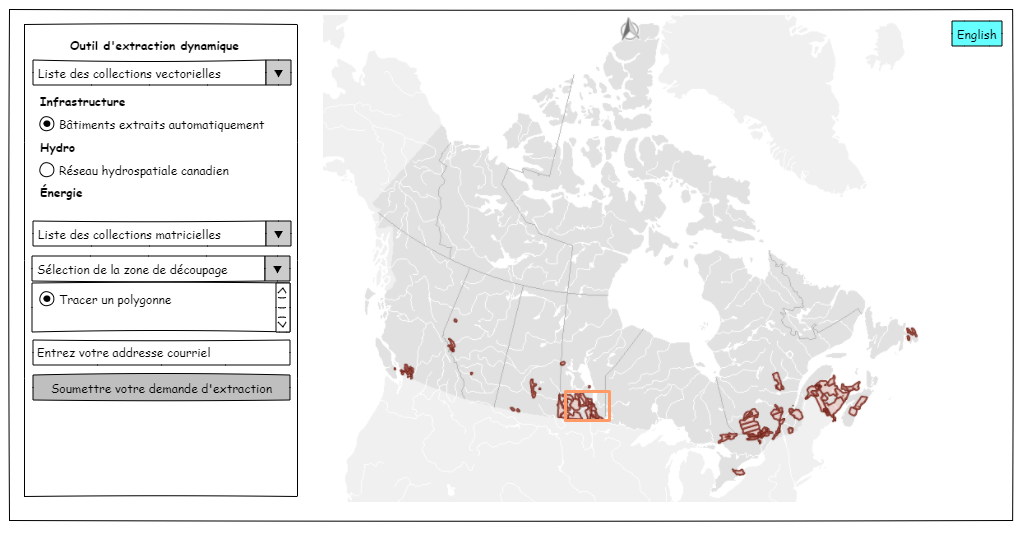 English
Outil d'extraction dynamique
Liste des collections vectorielles
Infrastructure
Bâtiments extraits automatiquement
Hydro
Réseau hydrospatiale canadien
Énergie
Liste des collections matricielles
Sélection de la zone de découpage
Tracer un polygonne
Entrez votre addresse courriel
Soumettre votre demande d'extraction